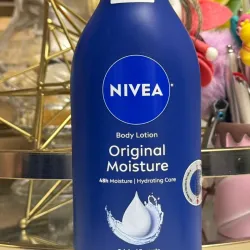 NIVEA
Body Lotion
Original
Moisture
48h Moisture | Hydrating Care